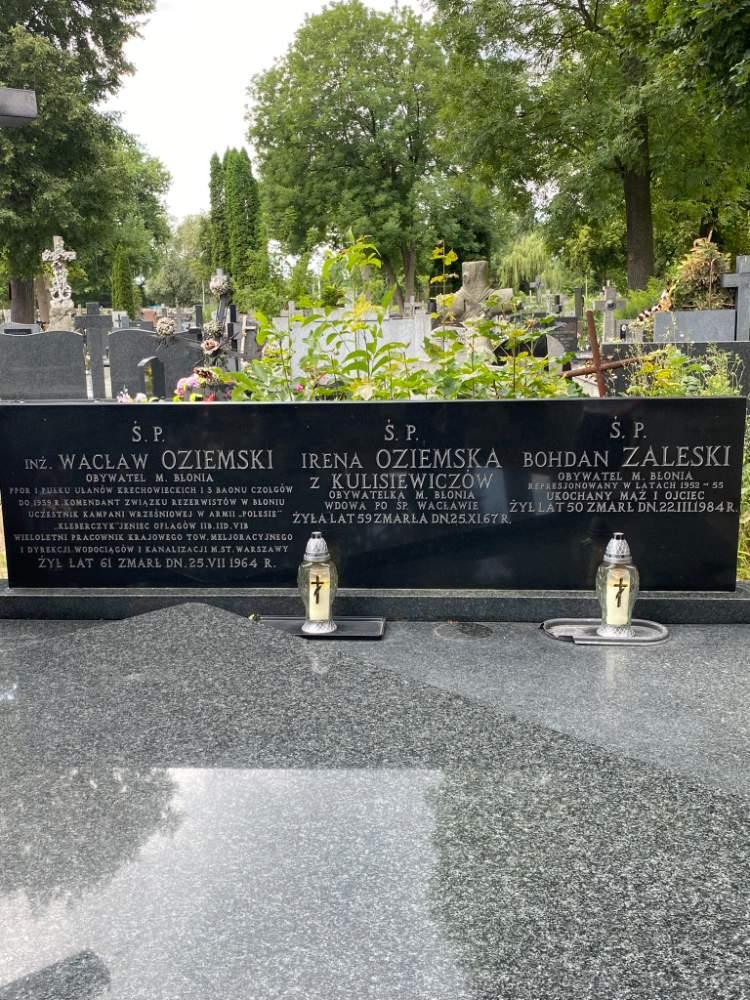 Ś. P.
INŻ. WACŁAW OZIEMSKI
OBYWATEL M. BŁONIA
PPOR 1 PUŁKU UŁANÓW KRECHOWIECKICH I 3 BAONU CZOŁGÓW
DO 1939 R. KOMENDANT ZWIĄZKU REZERWISTÓW W BŁONIU
UCZESTNIK KAMPANI WRZEŚNIOWEJ W ARMII „POLESIE"
„KLEBERCZYK" JENIEC OFLAGÓW IIB. IID. VIB
WIELOLETNI PRACOWNIK KRAJOWEGO TOW. MELJORACYJNEGO
I DYREKCJI WODOCIĄGÓW I KANALIZACJI M. ST. WARSZAWY
ŻYŁ LAT 61 ZMARŁ DN. 25. VII 1964 R.
Ś. P.
IRENA OZIEMSKA
Z KULISIEWICZÓW
OBYWATELKA M. BŁONIA
WDOWA PO ŚP. WACŁAWIE
ŻYŁA LAT 59 ZMARŁA DN. 25. XI. 67 R.
Ś. P.
BOHDAN ZALESKI
OBYWATEL M. BŁONIA
REPRESJONOWANY W LATACH 1952 – 55
UKOCHANY MĄŻ I OJCIEC
ŻYŁ LAT 50 ZMARŁ DN. 22. III. 1984 R.